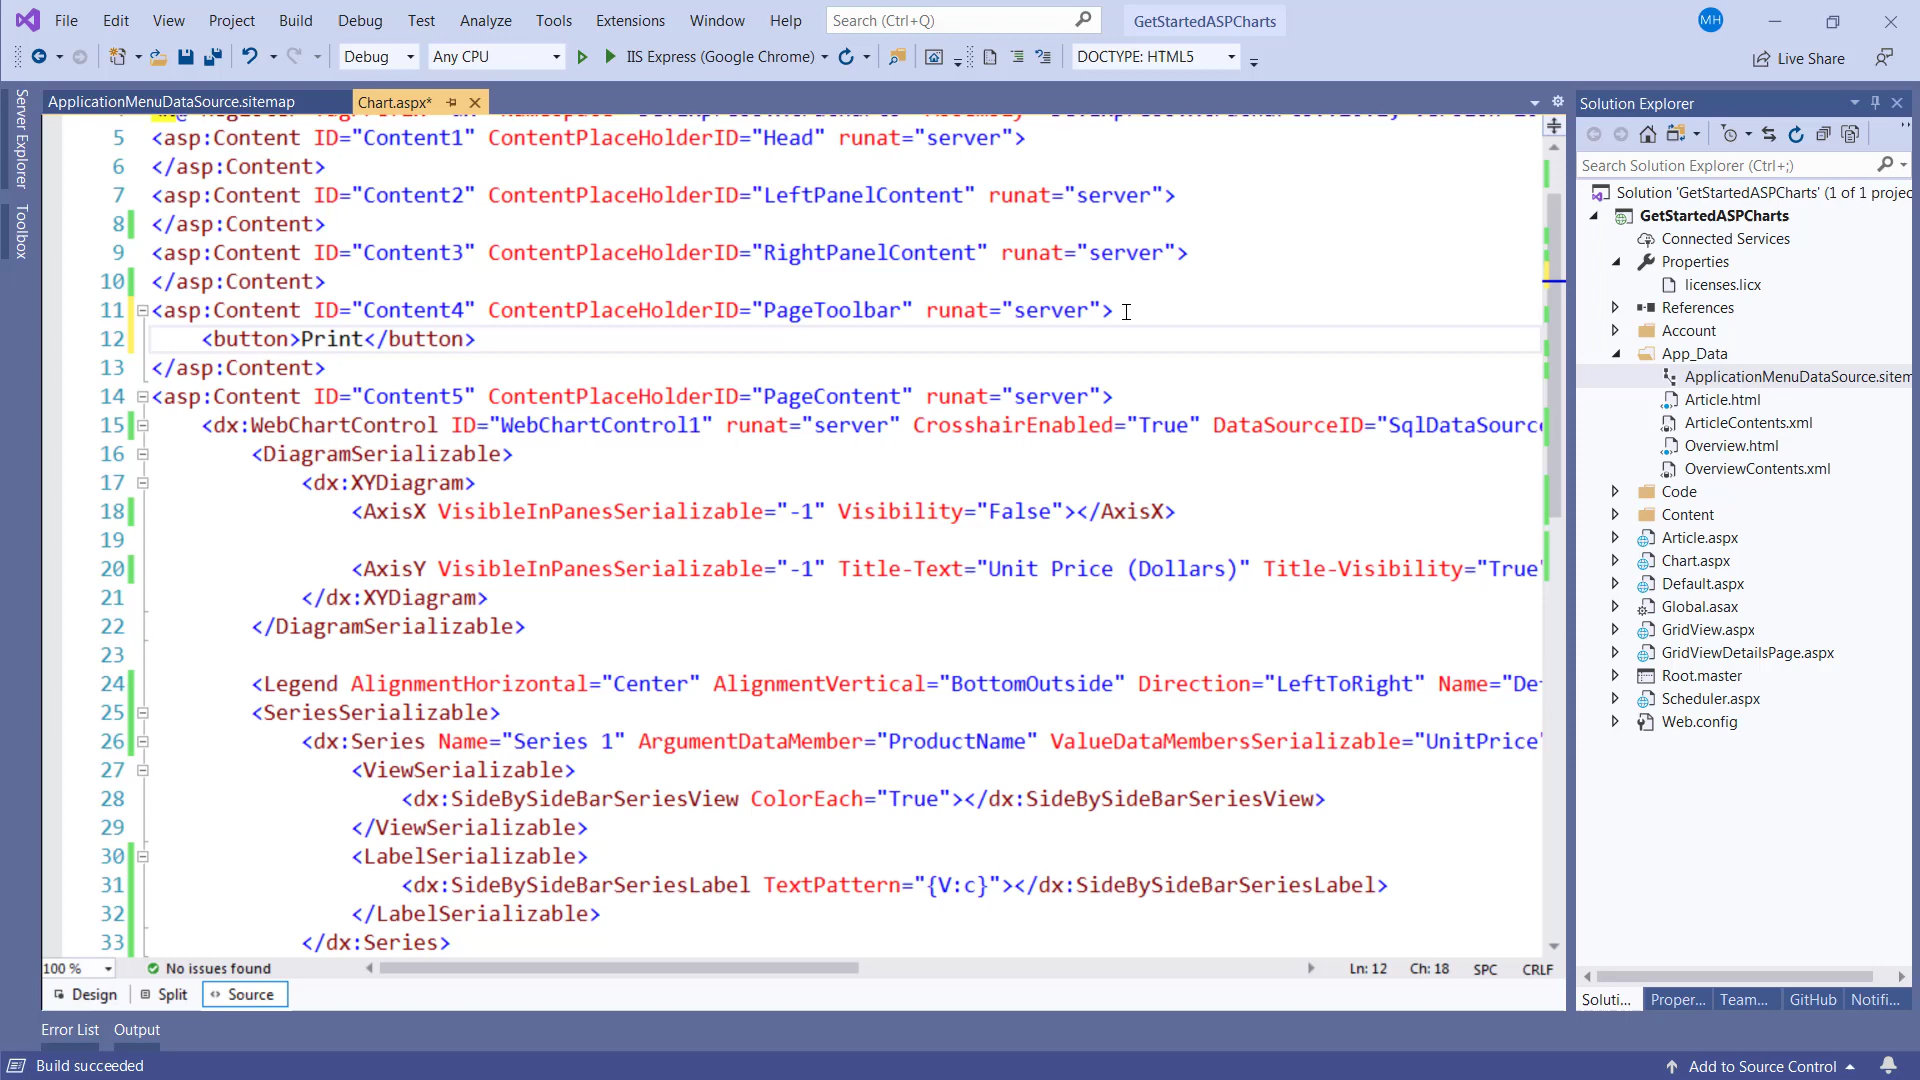 File Edit View Project Build Debug Test Analyze Tools Extensions Window Help Search (Ctrl+Q) GetStartedASPCharts MH
Debug Any CPU IIS Express (Google Chrome) DOCTYPE: HTML5 Live Share
Server Explorer
Toolbox
ApplicationMenuDataSource.sitemap Chart.aspx*
5 <asp:Content ID="Content1" ContentPlaceHolderID="Head" runat="server">
6 </asp:Content>
7 <asp:Content ID="Content2" ContentPlaceHolderID="LeftPanelContent" runat="server">
8 </asp:Content>
9 <asp:Content ID="Content3" ContentPlaceHolderID="RightPanelContent" runat="server">
10 </asp:Content>
11 <asp:Content ID="Content4" ContentPlaceHolderID="PageToolbar" runat="server">
12 <button>Print</button>
13 </asp:Content>
14 <asp:Content ID="Content5" ContentPlaceHolderID="PageContent" runat="server">
15 <dx:WebChartControl ID="WebChartControl1" runat="server" CrosshairEnabled="True" DataSourceID="SqlDataSource
16 <DiagramSerializable>
17 <dx:XYDiagram>
18 <AxisX VisibleInPanesSerializable="-1" Visibility="False"></AxisX>
19
20 <AxisY VisibleInPanesSerializable="-1" Title-Text="Unit Price (Dollars)" Title-Visibility="True"
21 </dx:XYDiagram>
22 </DiagramSerializable>
23
24 <Legend AlignmentHorizontal="Center" AlignmentVertical="BottomOutside" Direction="LeftToRight" Name="De
25 <SeriesSerializable>
26 <dx:Series Name="Series 1" ArgumentDataMember="ProductName" ValueDataMembersSerializable="UnitPrice"
27 <ViewSerializable>
28 <dx:SideBySideBarSeriesView ColorEach="True"></dx:SideBySideBarSeriesView>
29 </ViewSerializable>
30 <LabelSerializable>
31 <dx:SideBySideBarSeriesLabel TextPattern="{V:c}"></dx:SideBySideBarSeriesLabel>
32 </LabelSerializable>
33 </dx:Series>
100 % No issues found Ln: 12 Ch: 18 SPC CRLF
Design Split Source
Error List Output
Build succeeded Add to Source Control
Solution Explorer
Search Solution Explorer (Ctrl+;)
Solution 'GetStartedASPCharts' (1 of 1 projec
GetStartedASPCharts
Connected Services
Properties
licenses.licx
References
Account
App_Data
ApplicationMenuDataSource.sitem
Article.html
ArticleContents.xml
Overview.html
OverviewContents.xml
Code
Content
Article.aspx
Chart.aspx
Default.aspx
Global.asax
GridView.aspx
GridViewDetailsPage.aspx
Root.master
Scheduler.aspx
Web.config
Soluti... Proper... Team... GitHub Notifi...